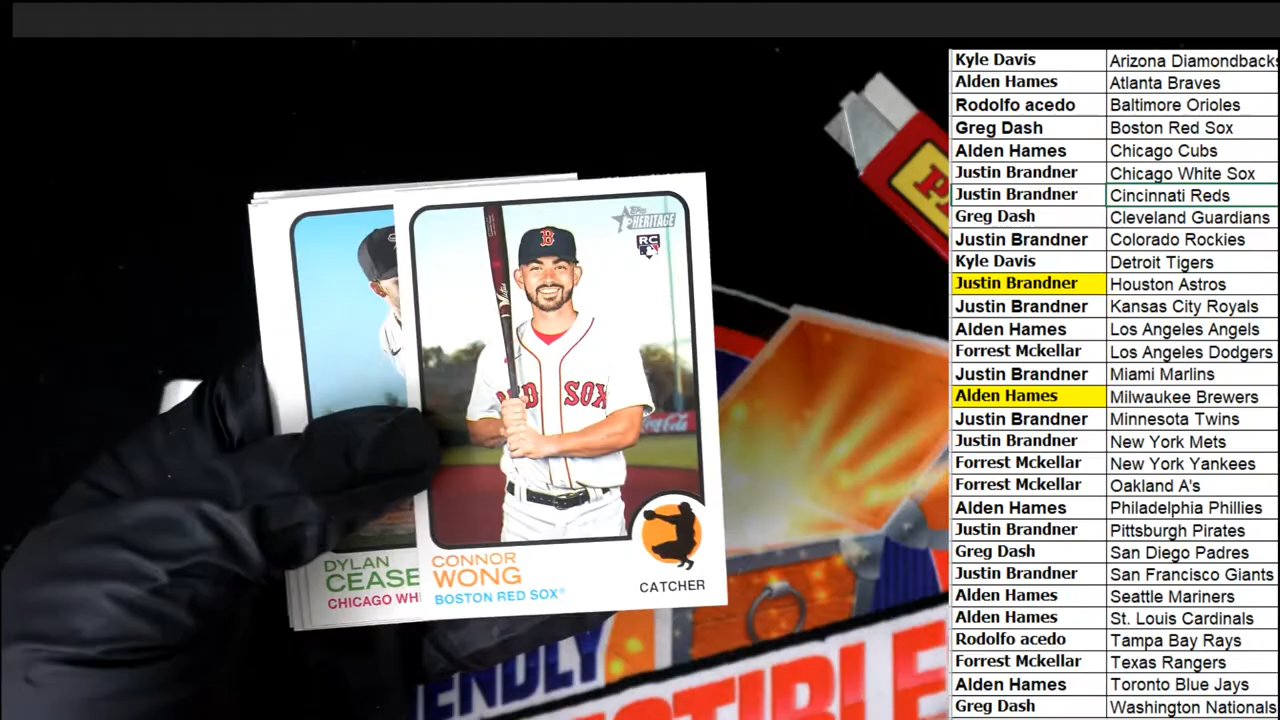 Kyle Davis Arizona Diamondbacks
Alden Hames Atlanta Braves
Rodolfo acedo Baltimore Orioles
Greg Dash Boston Red Sox
Alden Hames Chicago Cubs
Justin Brandner Chicago White Sox
Justin Brandner Cincinnati Reds
Greg Dash Cleveland Guardians
Justin Brandner Colorado Rockies
Kyle Davis Detroit Tigers
Justin Brandner Houston Astros
Justin Brandner Kansas City Royals
Alden Hames Los Angeles Angels
Forrest Mckellar Los Angeles Dodgers
Justin Brandner Miami Marlins
Alden Hames Milwaukee Brewers
Justin Brandner Minnesota Twins
Justin Brandner New York Mets
Forrest Mckellar New York Yankees
Forrest Mckellar Oakland A's
Alden Hames Philadelphia Phillies
Justin Brandner Pittsburgh Pirates
Greg Dash San Diego Padres
Justin Brandner San Francisco Giants
Alden Hames Seattle Mariners
Alden Hames St. Louis Cardinals
Rodolfo acedo Tampa Bay Rays
Forrest Mckellar Texas Rangers
Alden Hames Toronto Blue Jays
Greg Dash Washington Nationals
Topps
HERITAGE
RC
B
RED SOX
Coca-Cola
CONNOR
WONG
BOSTON RED SOX®
CATCHER
DYLAN
CEASE
CHICAGO WHI